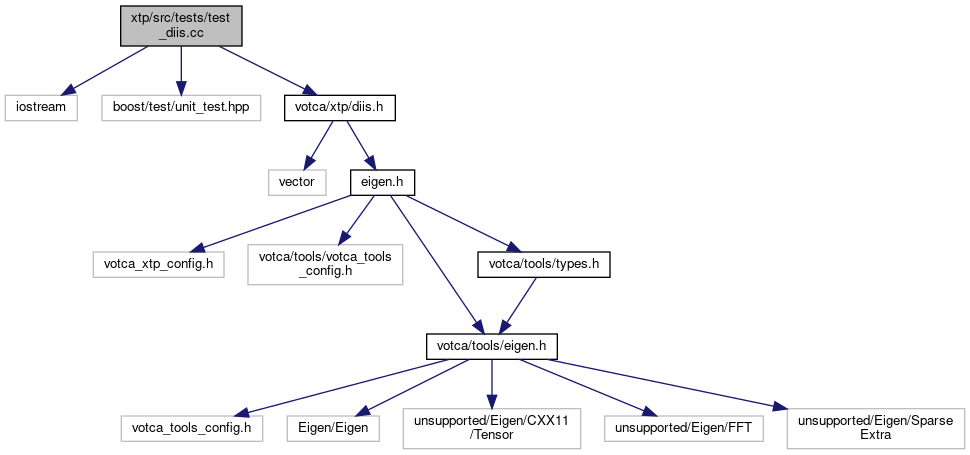 xtp/src/tests/test
_diis.cc
iostream
boost/test/unit_test.hpp
votca/xtp/diis.h
vector
eigen.h
votca_xtp_config.h
votca/tools/votca_tools
_config.h
votca/tools/types.h
votca/tools/eigen.h
votca_tools_config.h
Eigen/Eigen
unsupported/Eigen/CXX11
/Tensor
unsupported/Eigen/FFT
unsupported/Eigen/Sparse
Extra